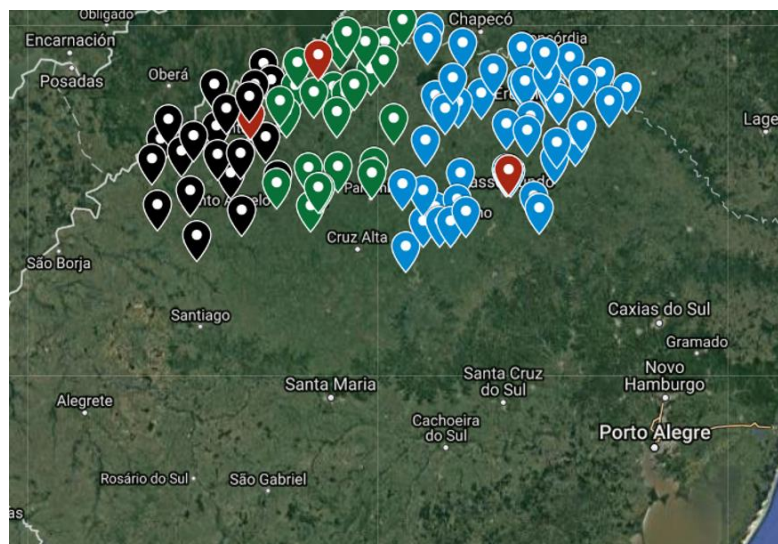 Obligado
Chapecó
Encarnación
Posadas
Oberá
Lage
Cruz Alta
São Borja
Santiago
Caxias do Sul
Gramado
Santa Maria
Santa Cruz
do Sul
Novo
Hamburgo
Alegrete
Cachoeira
do Sul
Porto Alegre
Rosário do Sul
São Gabriel
as